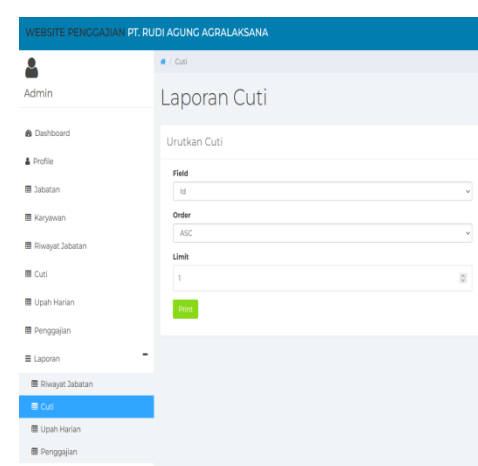 WEBSITE PENGGAJIAN PT. RUDI AGUNG AGRALAKSANA
Admin
Dashboard
Profile
Jabatan
Karyawan
Riwayat Jabatan
Cuti
Upah Harian
Penggajian
Laporan
Riwayat Jabatan
Cuti
Upah Harian
Penggajian
/ Cuti
Laporan Cuti
Urutkan Cuti
Field
Id
Order
ASC
Limit
1
Print